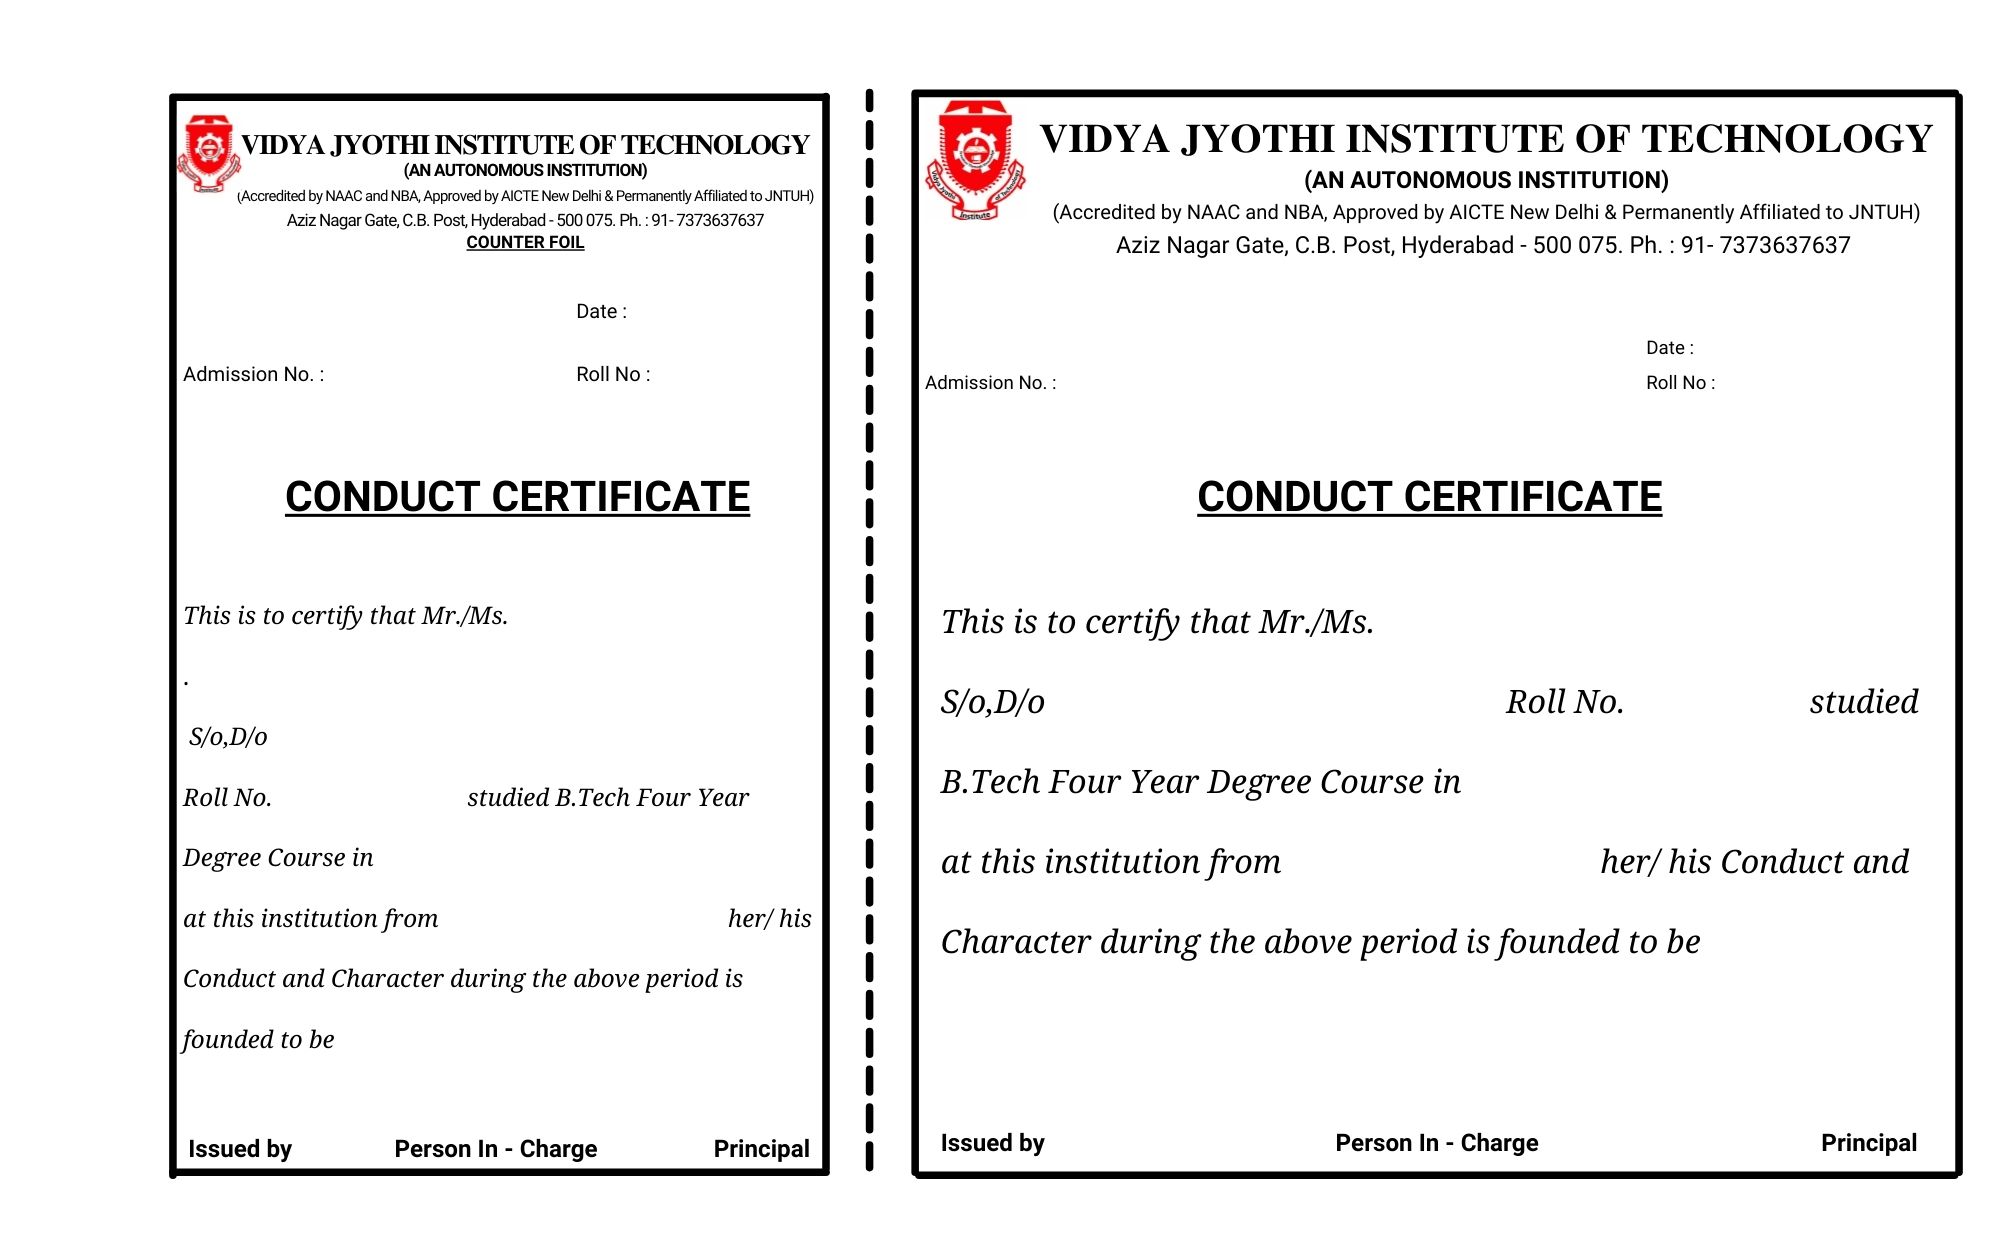 VIDYA JYOTHI INSTITUTE OF TECHNOLOGY
(AN AUTONOMOUS INSTITUTION)
(Accredited by NAAC and NBA, Approved by AICTE New Delhi & Permanently Affiliated to JNTUH)
Aziz Nagar Gate, C.B. Post, Hyderabad - 500 075. Ph. : 91- 7373637637
COUNTER FOIL
Date :
Admission No. : Roll No :
CONDUCT CERTIFICATE
This is to certify that Mr./Ms.
.
S/o,D/o
Roll No. studied B.Tech Four Year
Degree Course in
at this institution from her/ his
Conduct and Character during the above period is
founded to be
Issued by Person In - Charge Principal
Vidya Jyothi Institute of Technology
VIDYA JYOTHI INSTITUTE OF TECHNOLOGY
(AN AUTONOMOUS INSTITUTION)
(Accredited by NAAC and NBA, Approved by AICTE New Delhi & Permanently Affiliated to JNTUH)
Aziz Nagar Gate, C.B. Post, Hyderabad - 500 075. Ph. : 91- 7373637637
Date :
Admission No. : Roll No :
CONDUCT CERTIFICATE
This is to certify that Mr./Ms.
S/o,D/o Roll No. studied
B.Tech Four Year Degree Course in
at this institution from her/ his Conduct and
Character during the above period is founded to be
Issued by Person In - Charge Principal